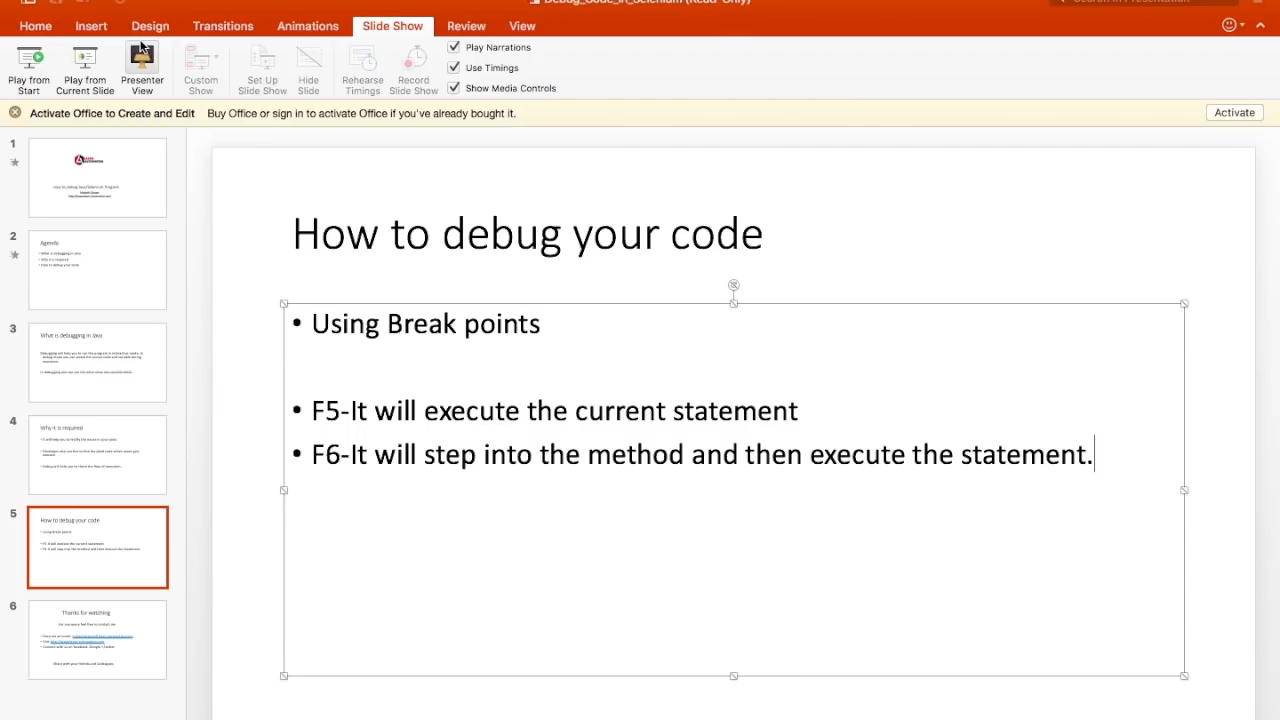 Home Insert Design Transitions Animations Slide Show Review View
Play from Start
Play from Current Slide
Presenter View
Custom Show
Set Up Slide Show
Hide Slide
Rehearse Timings
Record Slide Show
Play Narrations
Use Timings
Show Media Controls
Activate Office to Create and Edit Buy Office or sign in to activate Office if you've already bought it. Activate
1
2
Agenda
3
What is debugging in Java
4
Why it is required
5
How to debug your code
6
Thanks for watching
How to debug your code
• Using Break points
• F5-It will execute the current statement
• F6-It will step into the method and then execute the statement.